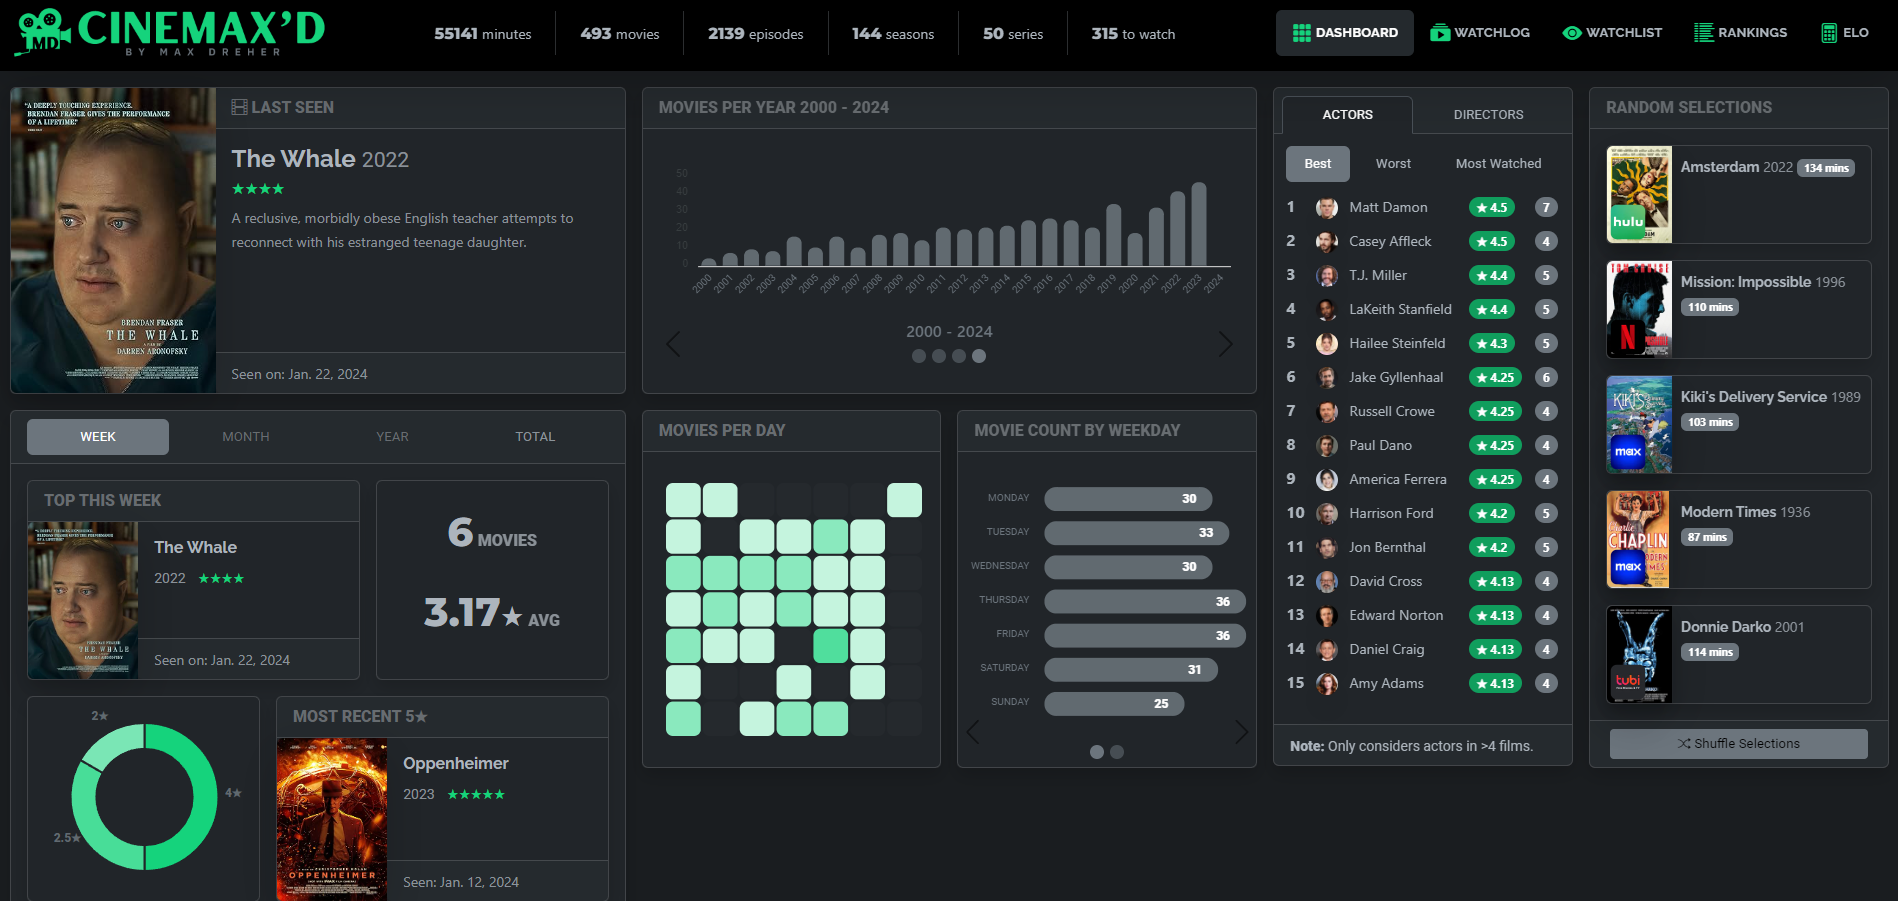 CINEMAX'D
MD
BY MAX DREHER
55141 minutes
493 movies
2139 episodes
144 seasons
50 series
315 to watch
DASHBOARD
WATCHLOG
WATCHLIST
RANKINGS
ELO
"A DEEPLY TOUCHING EXPERIENCE.
BRENDAN FRASER GIVES THE PERFORMANCE
OF A LIFETIME."
BRENDAN FRASER
THE WHALE
A FILM BY
DARREN ARONOFSKY
LAST SEEN
The Whale 2022
★★★★
A reclusive, morbidly obese English teacher attempts to
reconnect with his estranged teenage daughter.
Seen on: Jan. 22, 2024
MOVIES PER YEAR 2000 - 2024
50
40
30
20
10
0
2000 2001 2002 2003 2004 2005 2006 2007 2008 2009 2010 2011 2012 2013 2014 2015 2016 2017 2018 2019 2020 2021 2022 2023 2024
2000 - 2024
WEEK
MONTH
YEAR
TOTAL
TOP THIS WEEK
THE WHALE
The Whale
2022 ★★★★
Seen on: Jan. 22, 2024
6 MOVIES
3.17★ AVG
2★
4★
2.5★
MOST RECENT 5★
OPPENHEIMER
Oppenheimer
2023 ★★★★★
Seen: Jan. 12, 2024
MOVIES PER DAY
MOVIE COUNT BY WEEKDAY
MONDAY 30
TUESDAY 33
WEDNESDAY 30
THURSDAY 36
FRIDAY 36
SATURDAY 31
SUNDAY 25
ACTORS
DIRECTORS
Best
Worst
Most Watched
1 Matt Damon ★ 4.5 7
2 Casey Affleck ★ 4.5 4
3 T.J. Miller ★ 4.4 5
4 LaKeith Stanfield ★ 4.4 5
5 Hailee Steinfeld ★ 4.3 5
6 Jake Gyllenhaal ★ 4.25 6
7 Russell Crowe ★ 4.25 4
8 Paul Dano ★ 4.25 4
9 America Ferrera ★ 4.25 4
10 Harrison Ford ★ 4.2 5
11 Jon Bernthal ★ 4.2 5
12 David Cross ★ 4.13 4
13 Edward Norton ★ 4.13 4
14 Daniel Craig ★ 4.13 4
15 Amy Adams ★ 4.13 4
Note: Only considers actors in >4 films.
RANDOM SELECTIONS
hulu
Amsterdam 2022 134 mins
TOM CRUISE
N
Mission: Impossible 1996
110 mins
KIKI'S
max
Kiki's Delivery Service 1989
103 mins
Charlie
CHAPLIN
MODERN
TIMES
max
Modern Times 1936
87 mins
tubi
Donnie Darko 2001
114 mins
Shuffle Selections